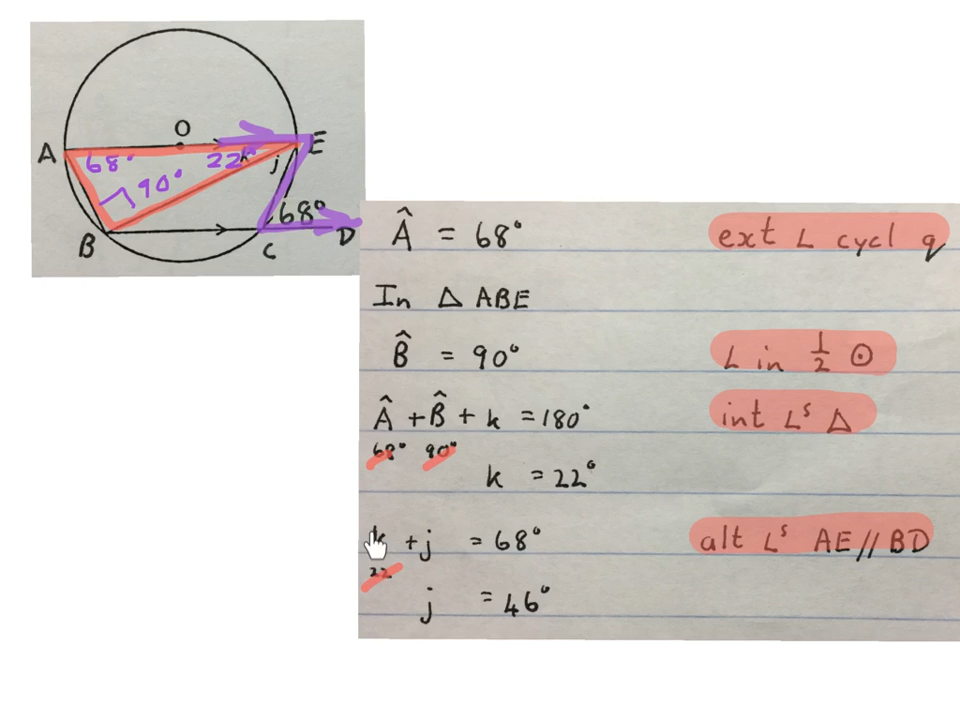 O
A
E
68°
22°
k
j
90°
68°
B
C
D
Â = 68° ext ∠ cycl q
In △ ABE
B̂ = 90° ∠ in ½ ⊙
Â + B̂ + k = 180° int ∠s △
68° 90°
k = 22°
+ j = 68° alt ∠s AE // BD
22
j = 46°